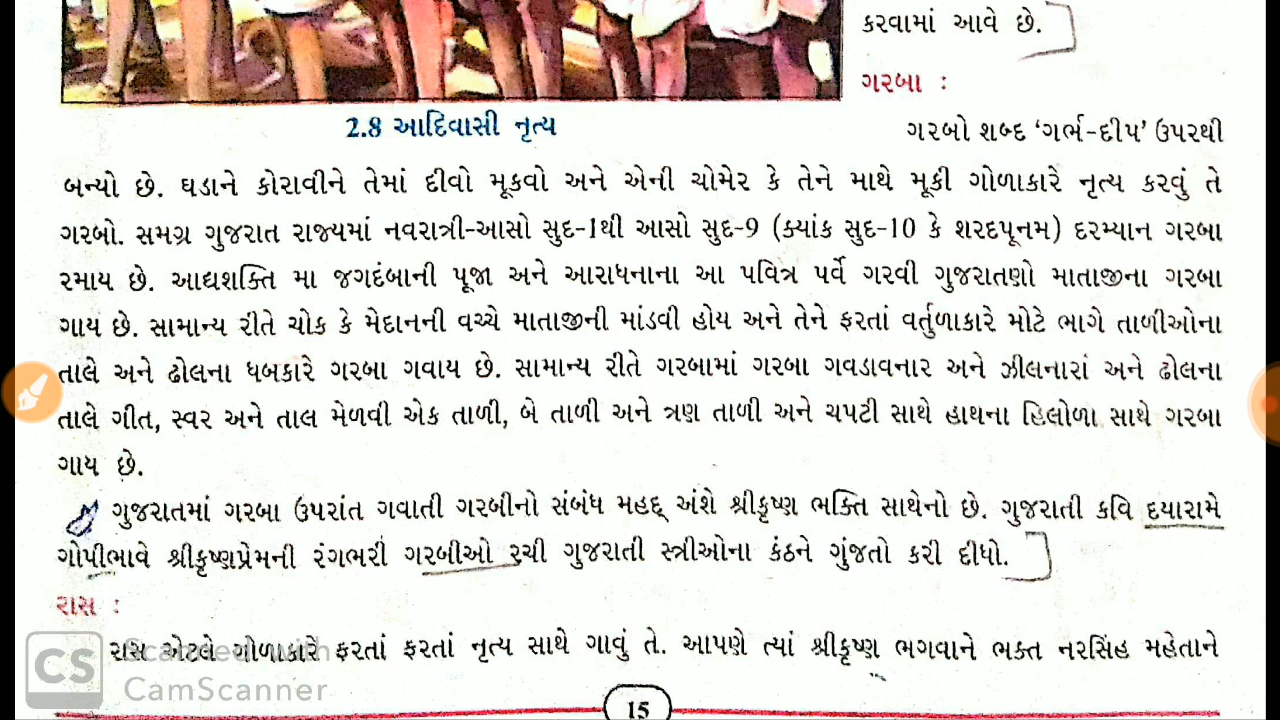 કરવામાં આવે છે.
ગરબા :
2.8 આદિવાસી નૃત્ય
ગરબો શબ્દ ‘ગર્ભ-દીપ’ ઉપરથી
બન્યો છે. ઘડાને કોરાવીને તેમાં દીવો મૂકવો અને એની ચોમેર કે તેને માથે મૂકી ગોળાકારે નૃત્ય કરવું તે
ગરબો. સમગ્ર ગુજરાત રાજ્યમાં નવરાત્રી-આસો સુદ-1થી આસો સુદ-9 (ક્યાંક સુદ-10 કે શરદપૂનમ) દરમ્યાન ગરબા
રમાય છે. આદ્યશક્તિ મા જગદંબાની પૂજા અને આરાધનાના આ પવિત્ર પર્વે ગરવી ગુજરાતણો માતાજીના ગરબા
ગાય છે. સામાન્ય રીતે ચોક કે મેદાનની વચ્ચે માતાજીની માંડવી હોય અને તેને ફરતાં વર્તુળાકારે મોટે ભાગે તાળીઓના
તાલે અને ઢોલના ધબકારે ગરબા ગવાય છે. સામાન્ય રીતે ગરબામાં ગરબા ગવડાવનાર અને ઝીલનારાં અને ઢોલના
તાલે ગીત, સ્વર અને તાલ મેળવી એક તાળી, બે તાળી અને ત્રણ તાળી અને ચપટી સાથે હાથના હિલોળા સાથે ગરબા
ગાય છે.
ગુજરાતમાં ગરબા ઉપરાંત ગવાતી ગરબીનો સંબંધ મહદ્ અંશે શ્રીકૃષ્ણ ભક્તિ સાથેનો છે. ગુજરાતી કવિ દયારામે
ગોપીભાવે શ્રીકૃષ્ણપ્રેમની રંગભરી ગરબીઓ રચી ગુજરાતી સ્ત્રીઓના કંઠને ગુંજતો કરી દીધો.
રાસ :
રાસ એટલે ગોળાકારે ફરતાં ફરતાં નૃત્ય સાથે ગાવું તે. આપણે ત્યાં શ્રીકૃષ્ણ ભગવાને ભક્ત નરસિંહ મહેતાને
CS Scanned with
CamScanner
15